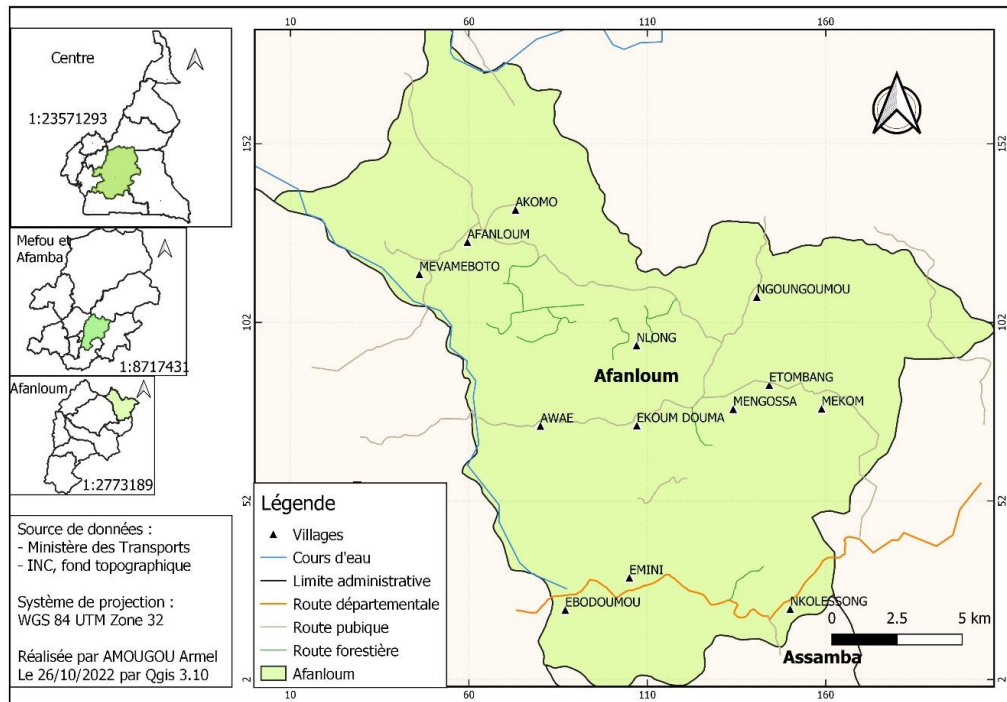 Centre
1:23571293
Mefou et
Afamba
1:8717431
Afanloum
1:2773189
Source de données :
- Ministère des Transports
- INC, fond topographique
Système de projection :
WGS 84 UTM Zone 32
Réalisée par AMOUGOU Armel
Le 26/10/2022 par Qgis 3.10
10
60
110
160
152
152
102
102
52
52
2
2
10
60
110
160
AKOMO
AFANLOUM
MEVAMEBOTO
NGOUNGOUMOU
NLONG
Afanloum
ETOMBANG
MENGOSSA
MEKOM
AWAE
EKOUM DOUMA
EMINI
EBODOUMOU
NKOLESSONG
0 2.5 5 km
Assamba
Légende
Villages
Cours d'eau
Limite administrative
Route départementale
Route pubique
Route forestière
Afanloum